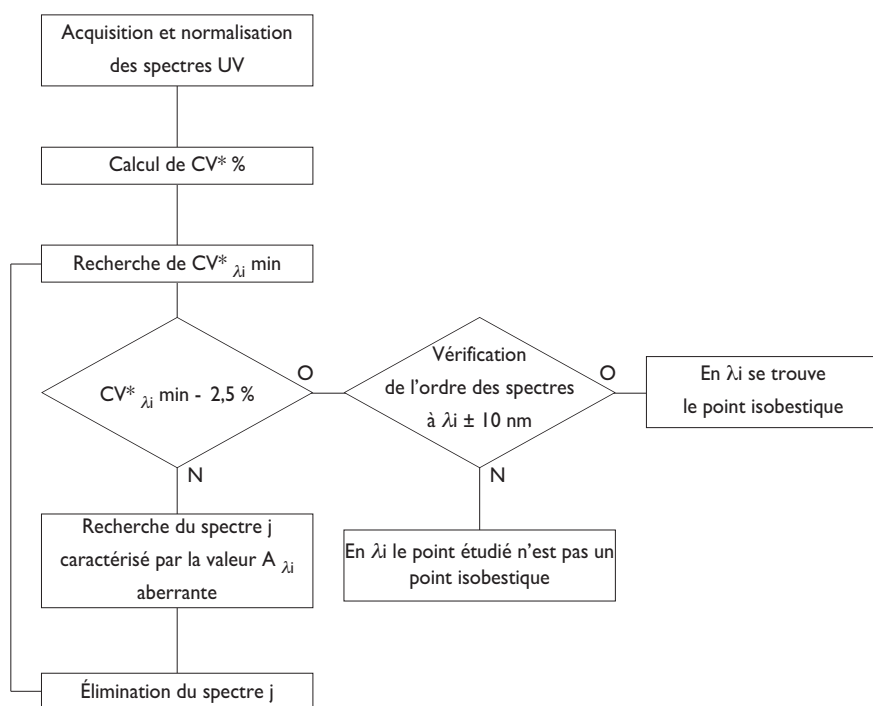 Acquisition et normalisation
des spectres UV
Calcul de CV* %
Recherche de CV* λi min
CV* λi min - 2,5 %
O
N
Vérification
de l'ordre des spectres
à λi ± 10 nm
O
N
En λi se trouve
le point isobestique
Recherche du spectre j
caractérisé par la valeur A λi
aberrante
En λi le point étudié n'est pas un
point isobestique
Élimination du spectre j